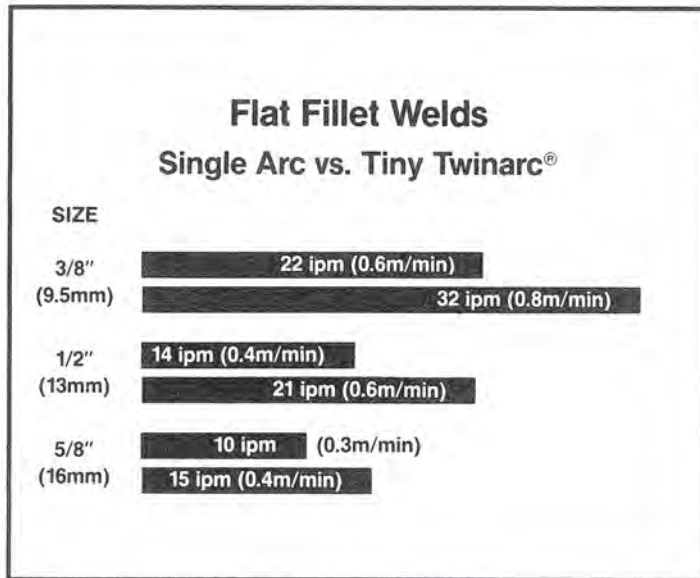 Flat Fillet Welds
Single Arc vs. Tiny Twinarc®
SIZE
3/8"
(9.5mm)
22 ipm (0.6m/min)
32 ipm (0.8m/min)
1/2"
(13mm)
14 ipm (0.4m/min)
21 ipm (0.6m/min)
5/8"
(16mm)
10 ipm (0.3m/min)
15 ipm (0.4m/min)